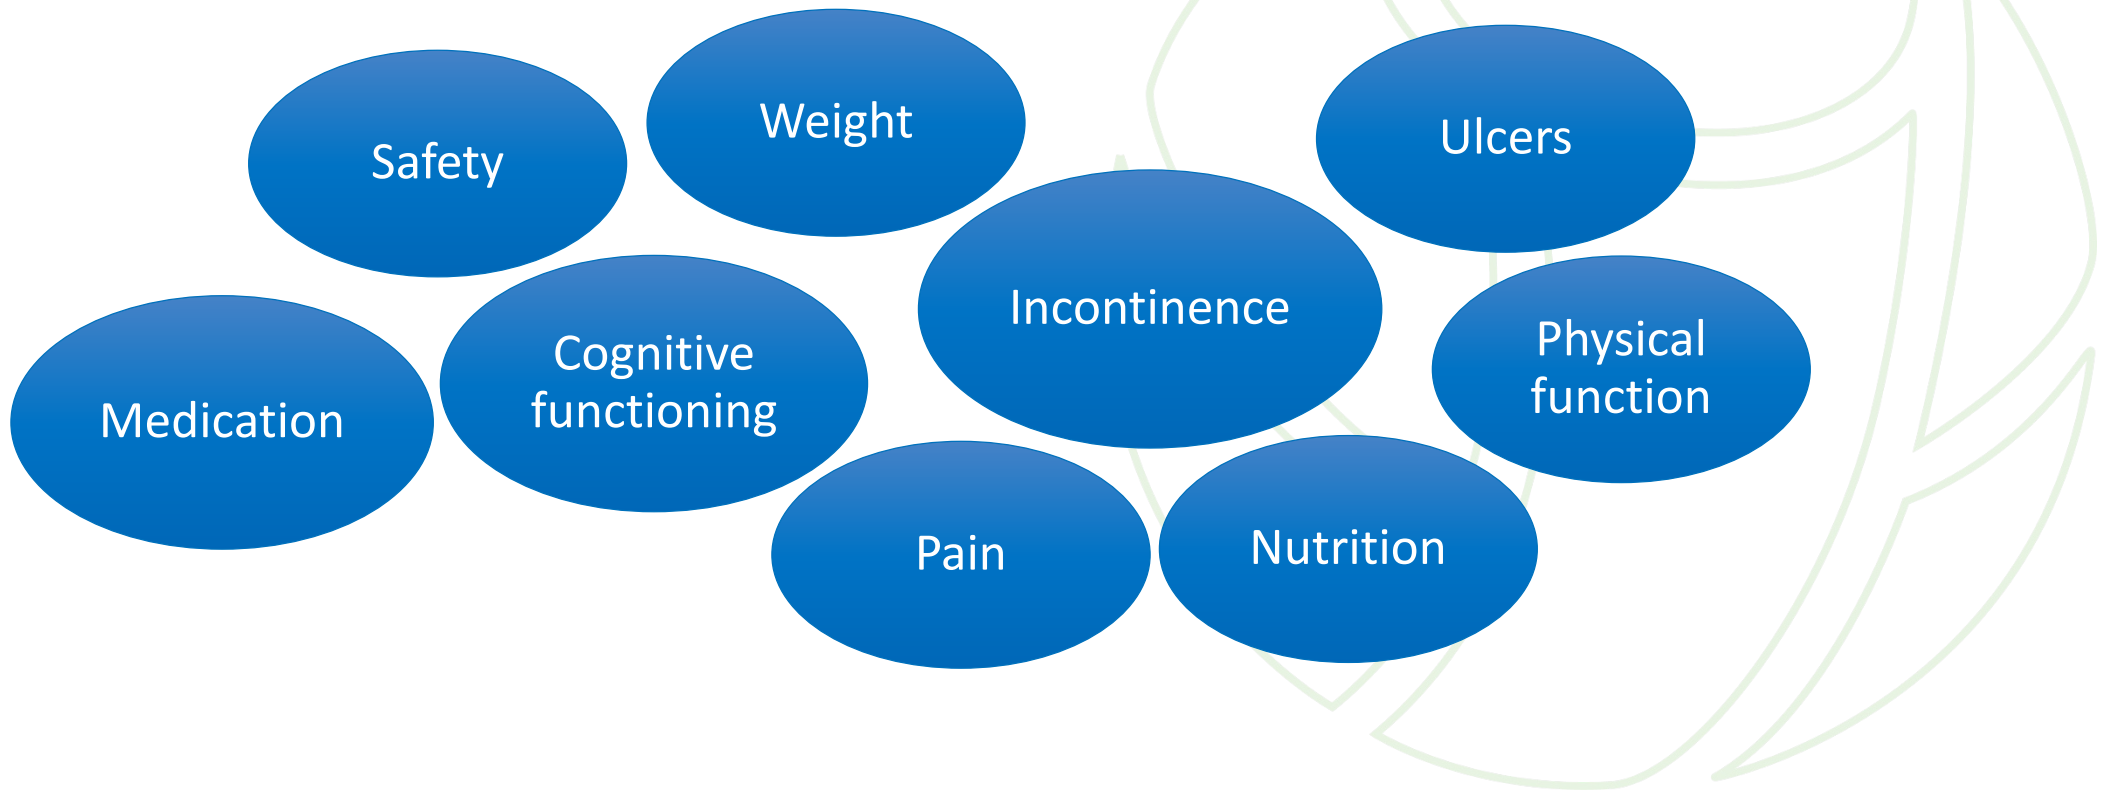 Safety
Weight
Ulcers
Medication
Cognitive
functioning
Incontinence
Physical
function
Pain
Nutrition